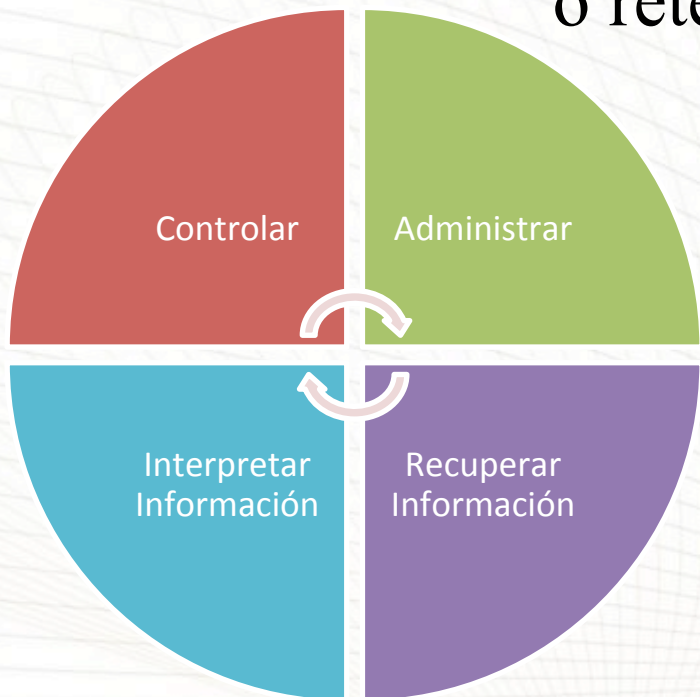 o
Controlar
Administrar
Interpretar
Información
Recuperar
Información